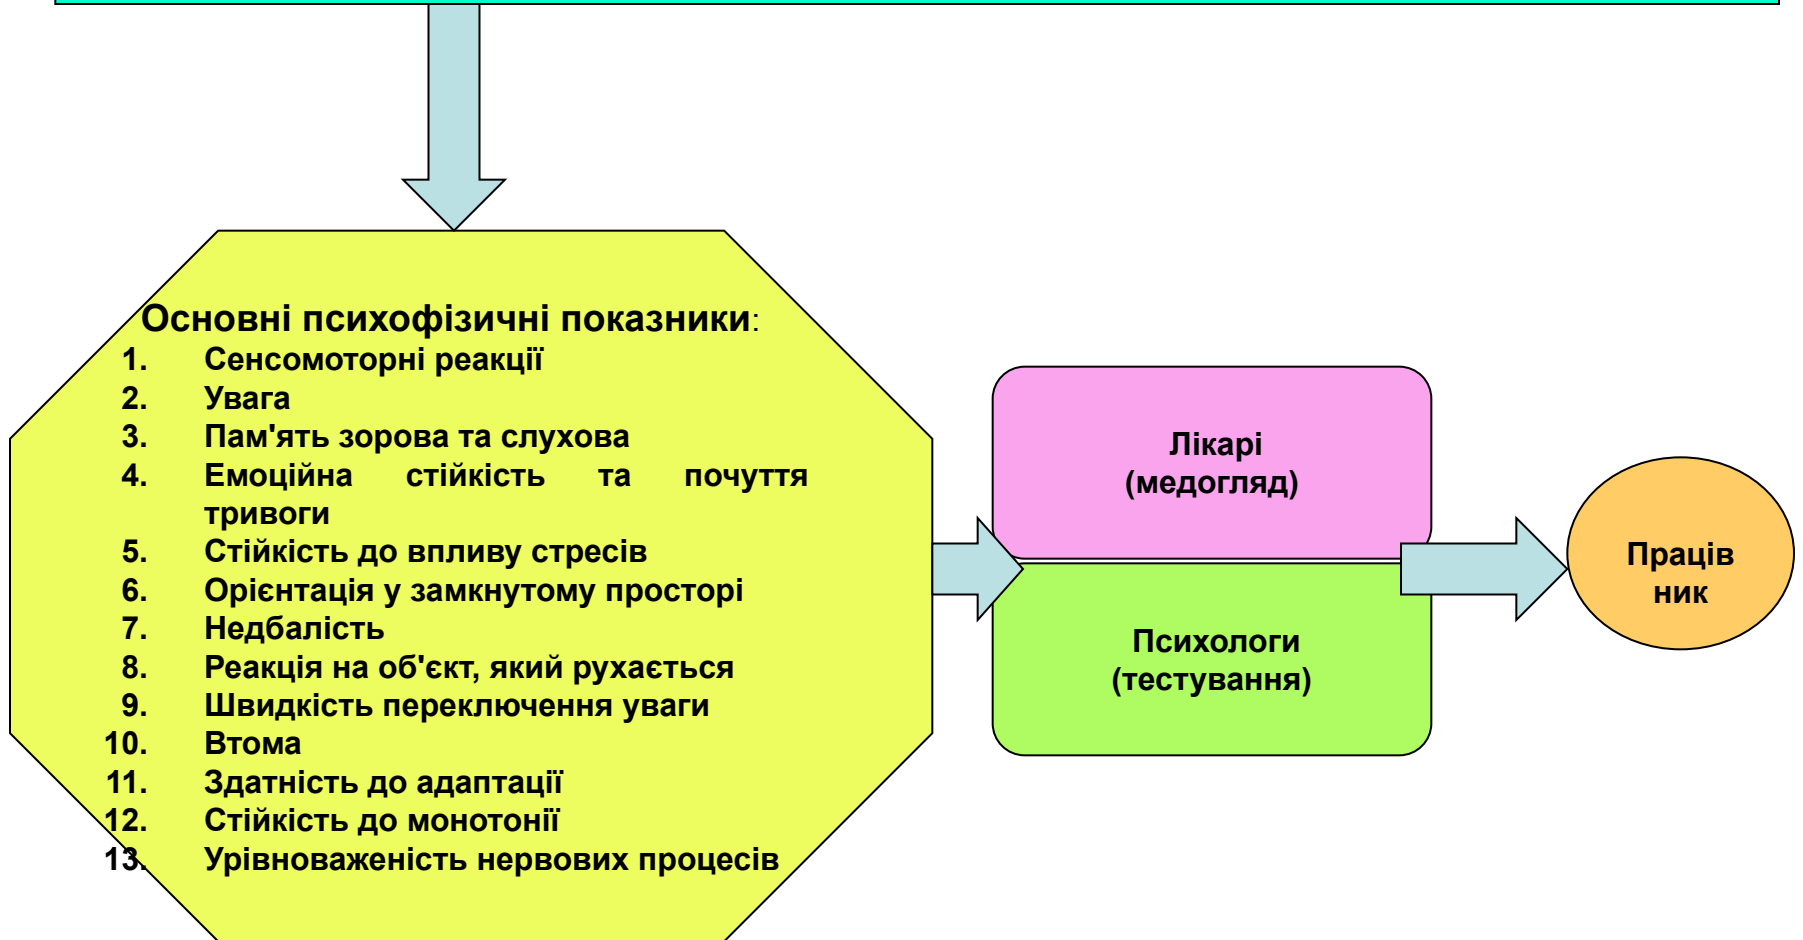 Основні психофізичні показники:
1. Сенсомоторні реакції
2. Увага
3. Пам'ять зорова та слухова
4. Емоційна стійкість та почуття
тривоги
5. Стійкість до впливу стресів
6. Орієнтація у замкнутому просторі
7. Недбалість
8. Реакція на об'єкт, який рухається
9. Швидкість переключення уваги
10. Втома
11. Здатність до адаптації
12. Стійкість до монотонії
13. Урівноваженість нервових процесів
Лікарі
(медогляд)
Психологи
(тестування)
Праців
ник